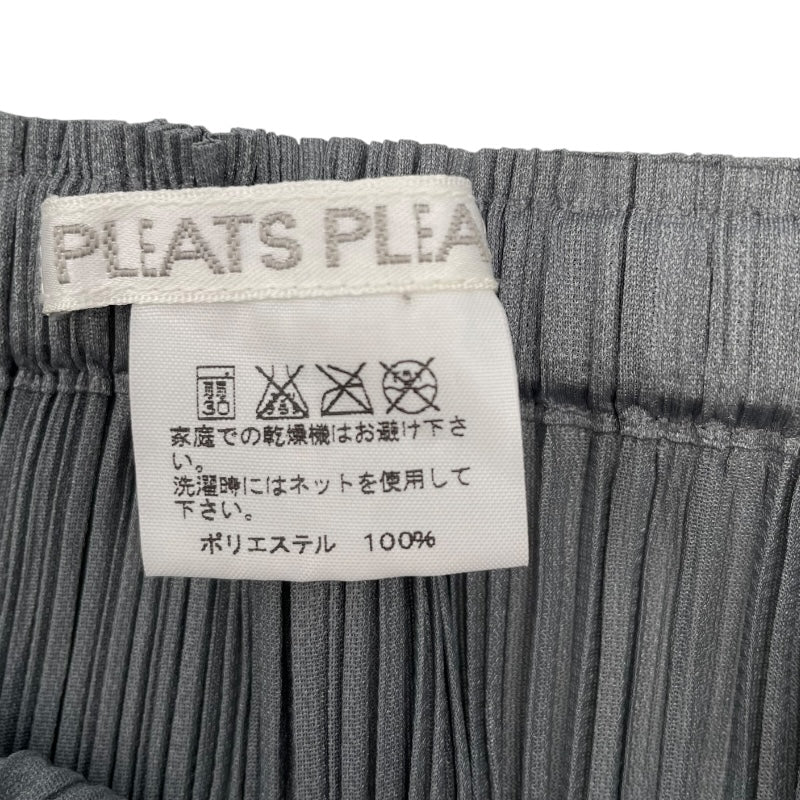 PLEATS PLEA
30
家庭での乾燥機はお避け下さ
い。
洗濯時にはネットを使用して
下さい。
ポリエステル 100%